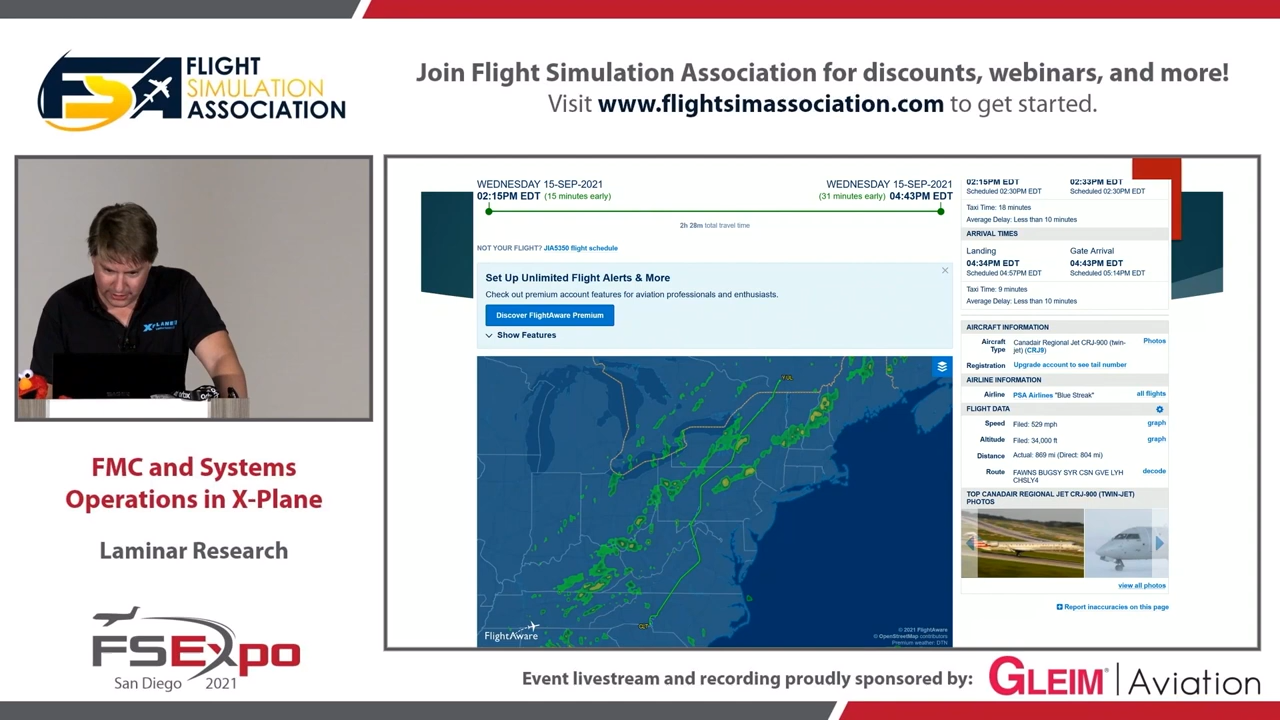 FLIGHT
SIMULATION
ASSOCIATION
Join Flight Simulation Association for discounts, webinars, and more!
Visit www.flightsimassociation.com to get started.
X-PLANE
FMC and Systems
Operations in X-Plane
Laminar Research
FSExpo
San Diego 2021
WEDNESDAY 15-SEP-2021
02:15PM EDT (15 minutes early)
WEDNESDAY 15-SEP-2021
(31 minutes early) 04:43PM EDT
2h 28m total travel time
NOT YOUR FLIGHT? JIA5350 flight schedule
Set Up Unlimited Flight Alerts & More
Check out premium account features for aviation professionals and enthusiasts.
Discover FlightAware Premium
Show Features
YUL
CLT
FlightAware
© 2021 FlightAware
© OpenStreetMap contributors
Premium weather: DTN
02:15PM EDT 02:33PM EDT
Scheduled 02:30PM EDT Scheduled 02:30PM EDT
Taxi Time: 18 minutes
Average Delay: Less than 10 minutes
ARRIVAL TIMES
Landing Gate Arrival
04:34PM EDT 04:43PM EDT
Scheduled 04:57PM EDT Scheduled 05:14PM EDT
Taxi Time: 9 minutes
Average Delay: Less than 10 minutes
AIRCRAFT INFORMATION
Aircraft Type Canadair Regional Jet CRJ-900 (twin-
jet) (CRJ9) Photos
Registration Upgrade account to see tail number
AIRLINE INFORMATION
Airline PSA Airlines "Blue Streak" all flights
FLIGHT DATA
Speed Filed: 529 mph graph
Altitude Filed: 34,000 ft graph
Distance Actual: 869 mi (Direct: 804 mi)
Route FAWNS BUGSY SYR CSN GVE LYH decode
CHSLY4
TOP CANADAIR REGIONAL JET CRJ-900 (TWIN-JET)
PHOTOS
view all photos
Report inaccuracies on this page
Event livestream and recording proudly sponsored by: GLEIM® | Aviation